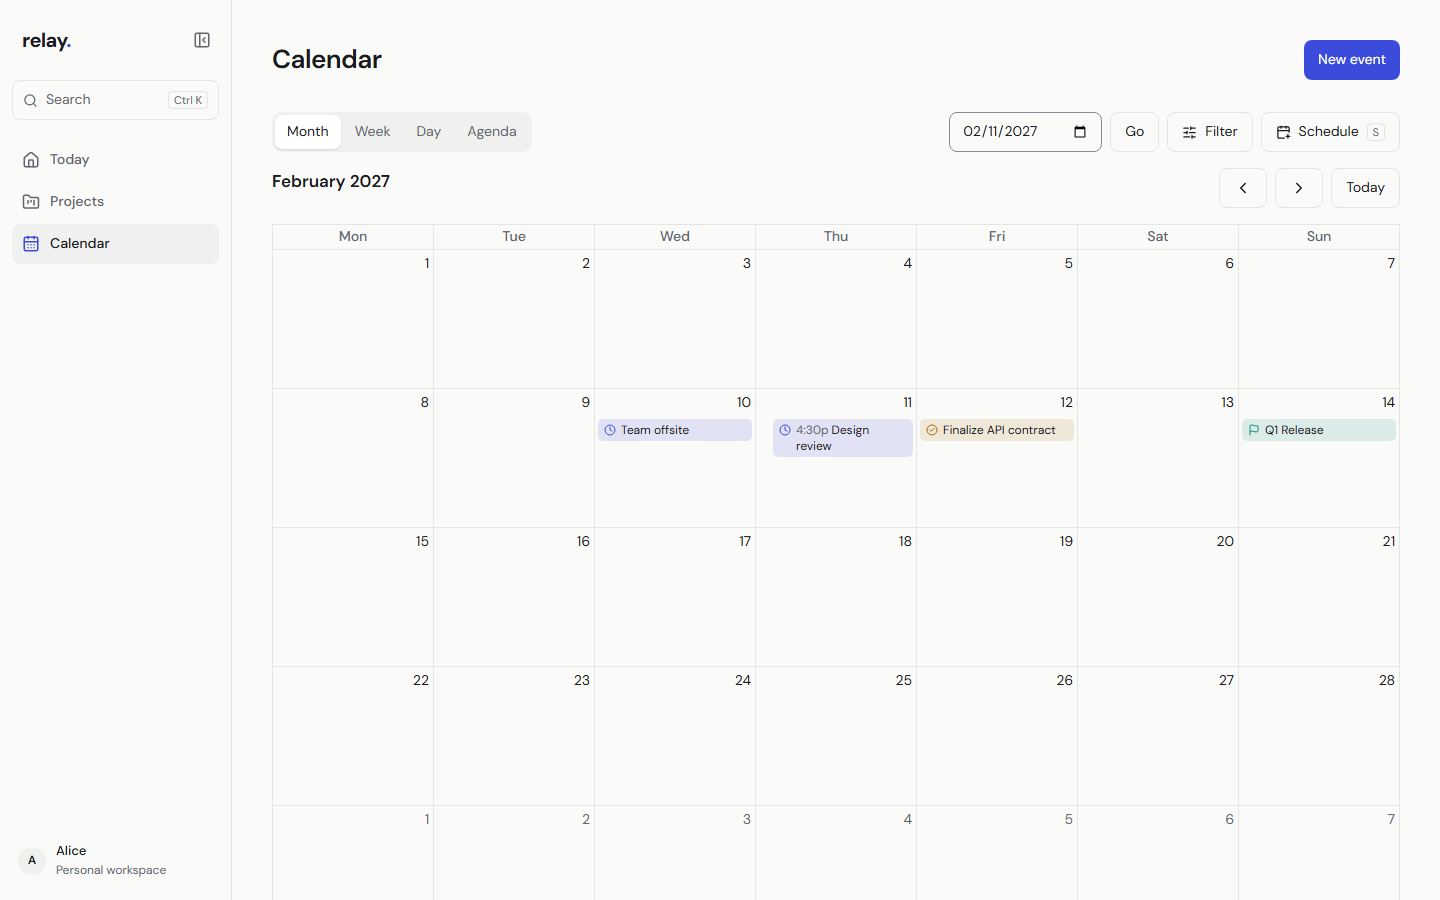 relay.
Search Ctrl K
Today
Projects
Calendar
A
Alice
Personal workspace
Calendar
New event
Month Week Day Agenda
02/11/2027 Go Filter Schedule S
February 2027
Today
Mon Tue Wed Thu Fri Sat Sun
1 2 3 4 5 6 7
8 9 10 11 12 13 14
Team offsite
4:30p Design
review
Finalize API contract
Q1 Release
15 16 17 18 19 20 21
22 23 24 25 26 27 28
1 2 3 4 5 6 7